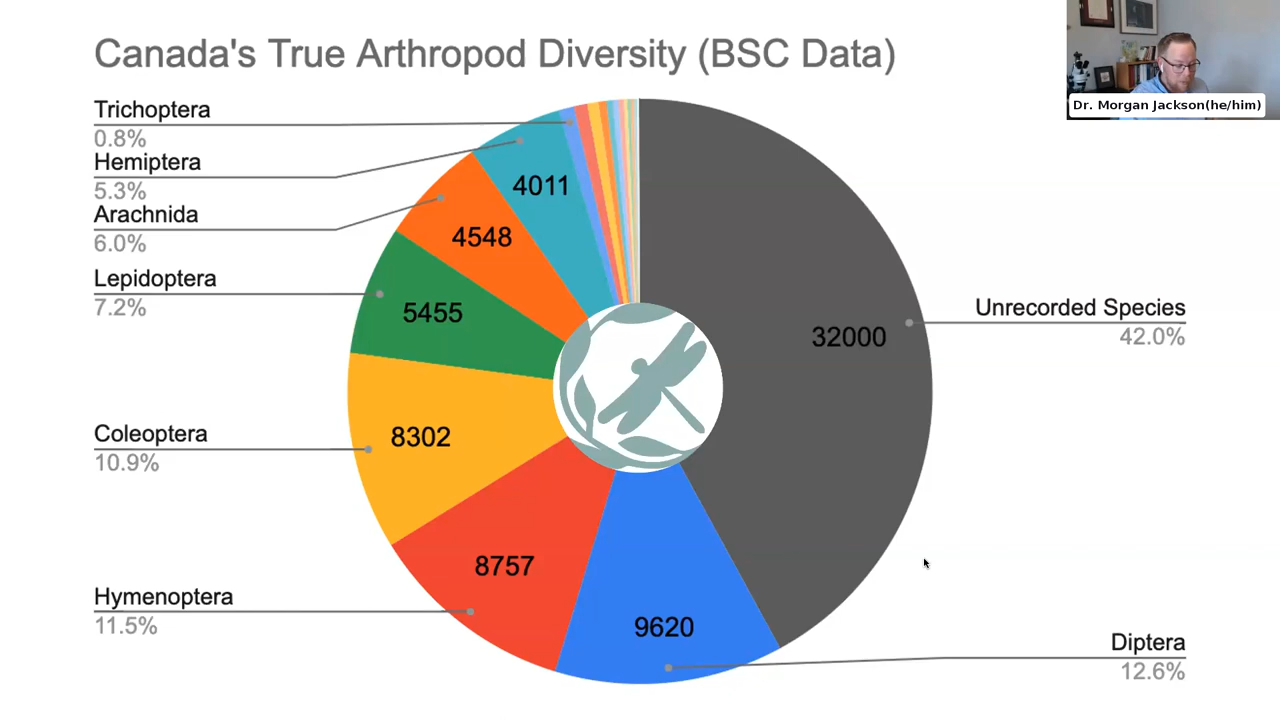 Canada's True Arthropod Diversity (BSC Data)
Dr. Morgan Jackson(he/him)
Trichoptera
0.8%
Hemiptera
5.3%
Arachnida
6.0%
Lepidoptera
7.2%
Coleoptera
10.9%
Hymenoptera
11.5%
4011
4548
5455
8302
8757
9620
32000
Unrecorded Species
42.0%
Diptera
12.6%